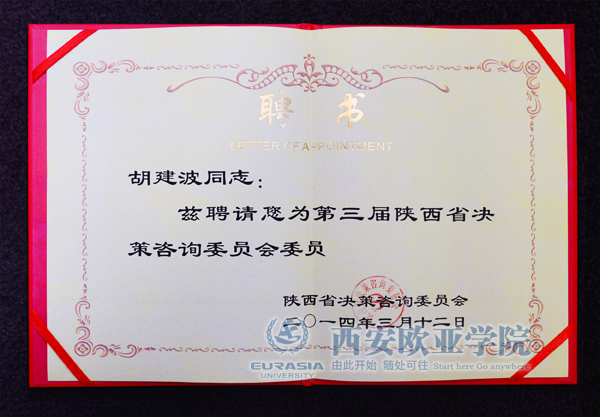 聘书
LETTER OF A-POINTMENT
胡建波同志：
兹聘请您为第三届陕西省决
策咨询委员会委员
陕西省决策咨询委员会
二〇一四年三月十二日
西安欧业学院
EURASIA
UNIVERSITY
由此开始 随处可往 Start here Go anywhere